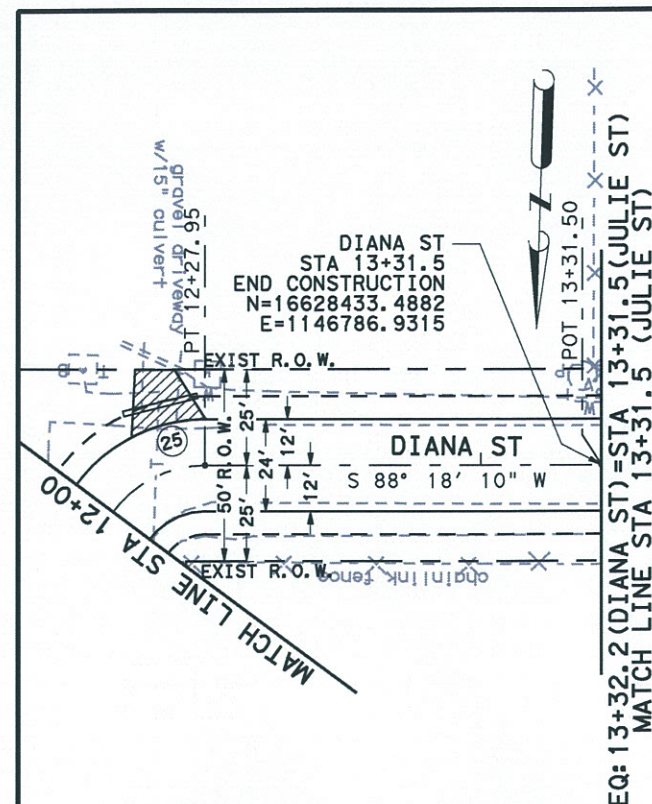 gravel driveway
w/15" culvert
PT 12+27.95
DIANA ST
STA 13+31.5
END CONSTRUCTION
N=16628433.4882
E=1146786.9315
Z
POT 13+31.50
EXIST R.O.W.
25
50' R.O.W.
25'
25'
24'
12'
12'
DIANA ST
S 88° 18' 10" W
EXIST R.O.W.
chainlink fence
MATCH LINE STA 12+00
EQ: 13+32.2 (DIANA ST)=STA 13+31.5 (JULIE ST)
MATCH LINE STA 13+31.5 (JULIE ST)